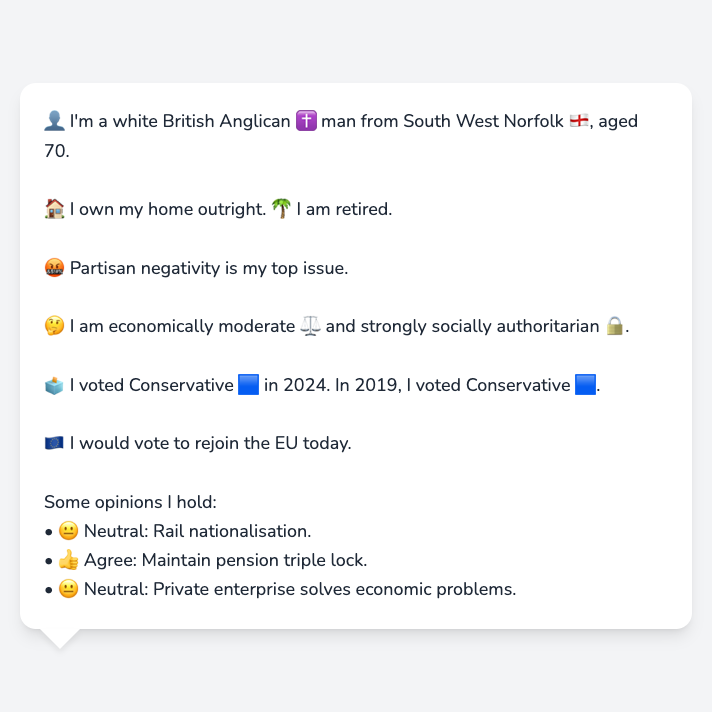 👤 I'm a white British Anglican ✝️ man from South West Norfolk 🏴󠁧󠁢󠁥󠁮󠁧󠁿, aged
70.
🏠 I own my home outright. 🌴 I am retired.
🤬 Partisan negativity is my top issue.
🤔 I am economically moderate ⚖️ and strongly socially authoritarian 🔒.
🗳️ I voted Conservative 🟦 in 2024. In 2019, I voted Conservative 🟦.
🇪🇺 I would vote to rejoin the EU today.
Some opinions I hold:
• 😐 Neutral: Rail nationalisation.
• 👍 Agree: Maintain pension triple lock.
• 😐 Neutral: Private enterprise solves economic problems.